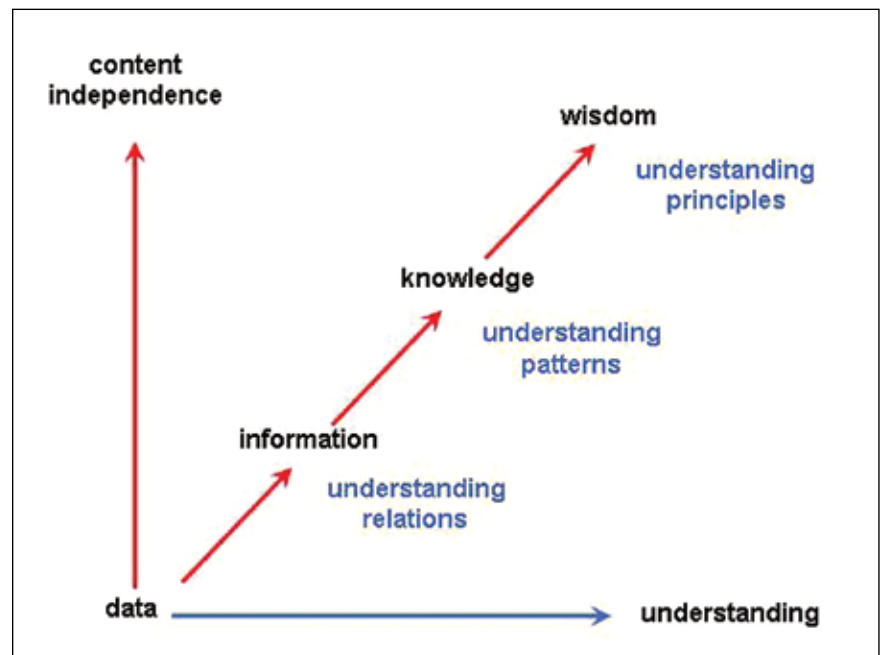 content
independence
wisdom
understanding
principles
knowledge
understanding
patterns
information
understanding
relations
data
understanding